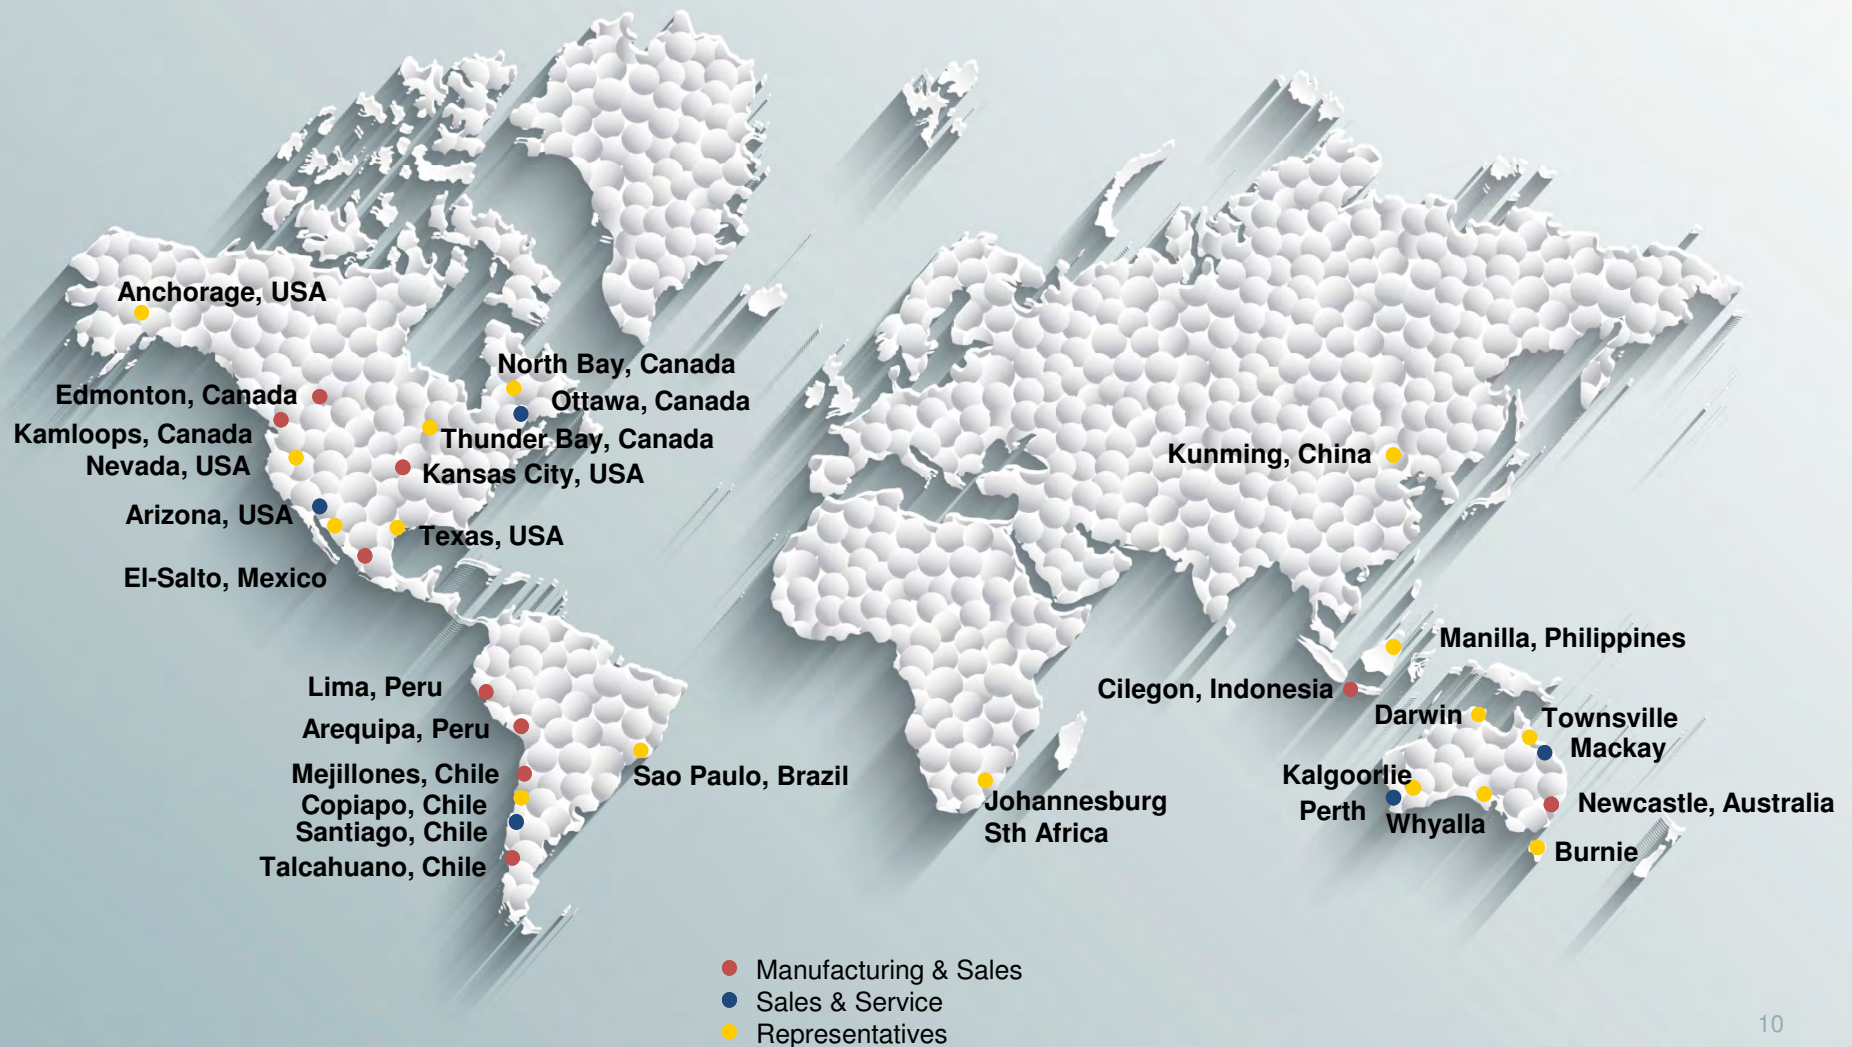 Anchorage, USA
North Bay, Canada
Edmonton, Canada
Ottawa, Canada
Kamloops, Canada
Thunder Bay, Canada
Nevada, USA
Kansas City, USA
Arizona, USA
Texas, USA
El-Salto, Mexico
Kunming, China
Lima, Peru
Arequipa, Peru
Mejillones, Chile
Copiapo, Chile
Santiago, Chile
Talcahuano, Chile
Sao Paulo, Brazil
Johannesburg
Sth Africa
Manilla, Philippines
Cilegon, Indonesia
Darwin
Townsville
Mackay
Kalgoorlie
Perth
Whyalla
Newcastle, Australia
Burnie
Manufacturing & Sales
Sales & Service
Representatives
10